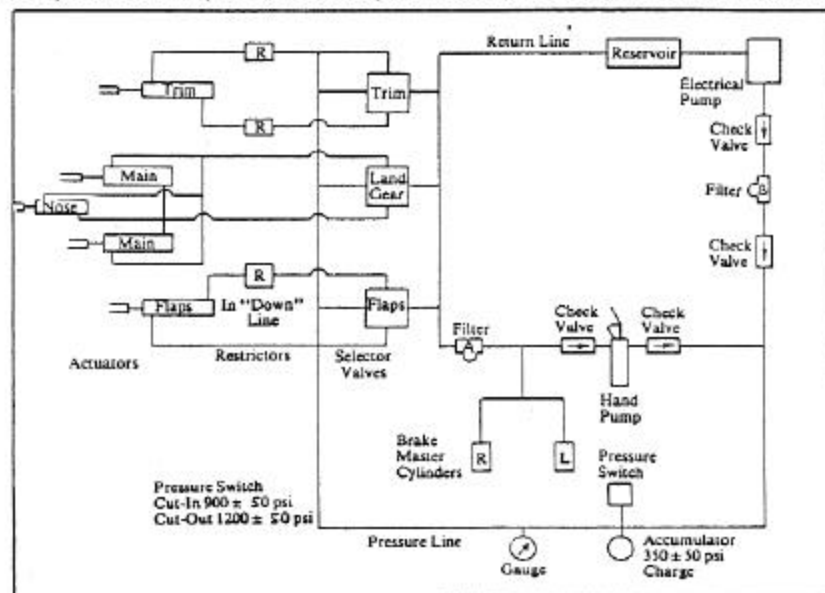 R
Return Line
Reservoir
Trim
Trim
Electrical
Pump
R
Check
Valve
Main
Land
Gear
Filter
B
Nose
Main
Check
Valve
R
Flaps
In "Down"
Line
Flaps
Filter
A
Check
Valve
Check
Valve
Actuators
Restrictors
Selector
Valves
Hand
Pump
Brake
Master
Cylinders
R
L
Pressure
Switch
Pressure Switch
Cut-In 900 ± 50 psi
Cut-Out 1200 ± 50 psi
Pressure Line
Gauge
Accumulator
350 ± 50 psi
Charge